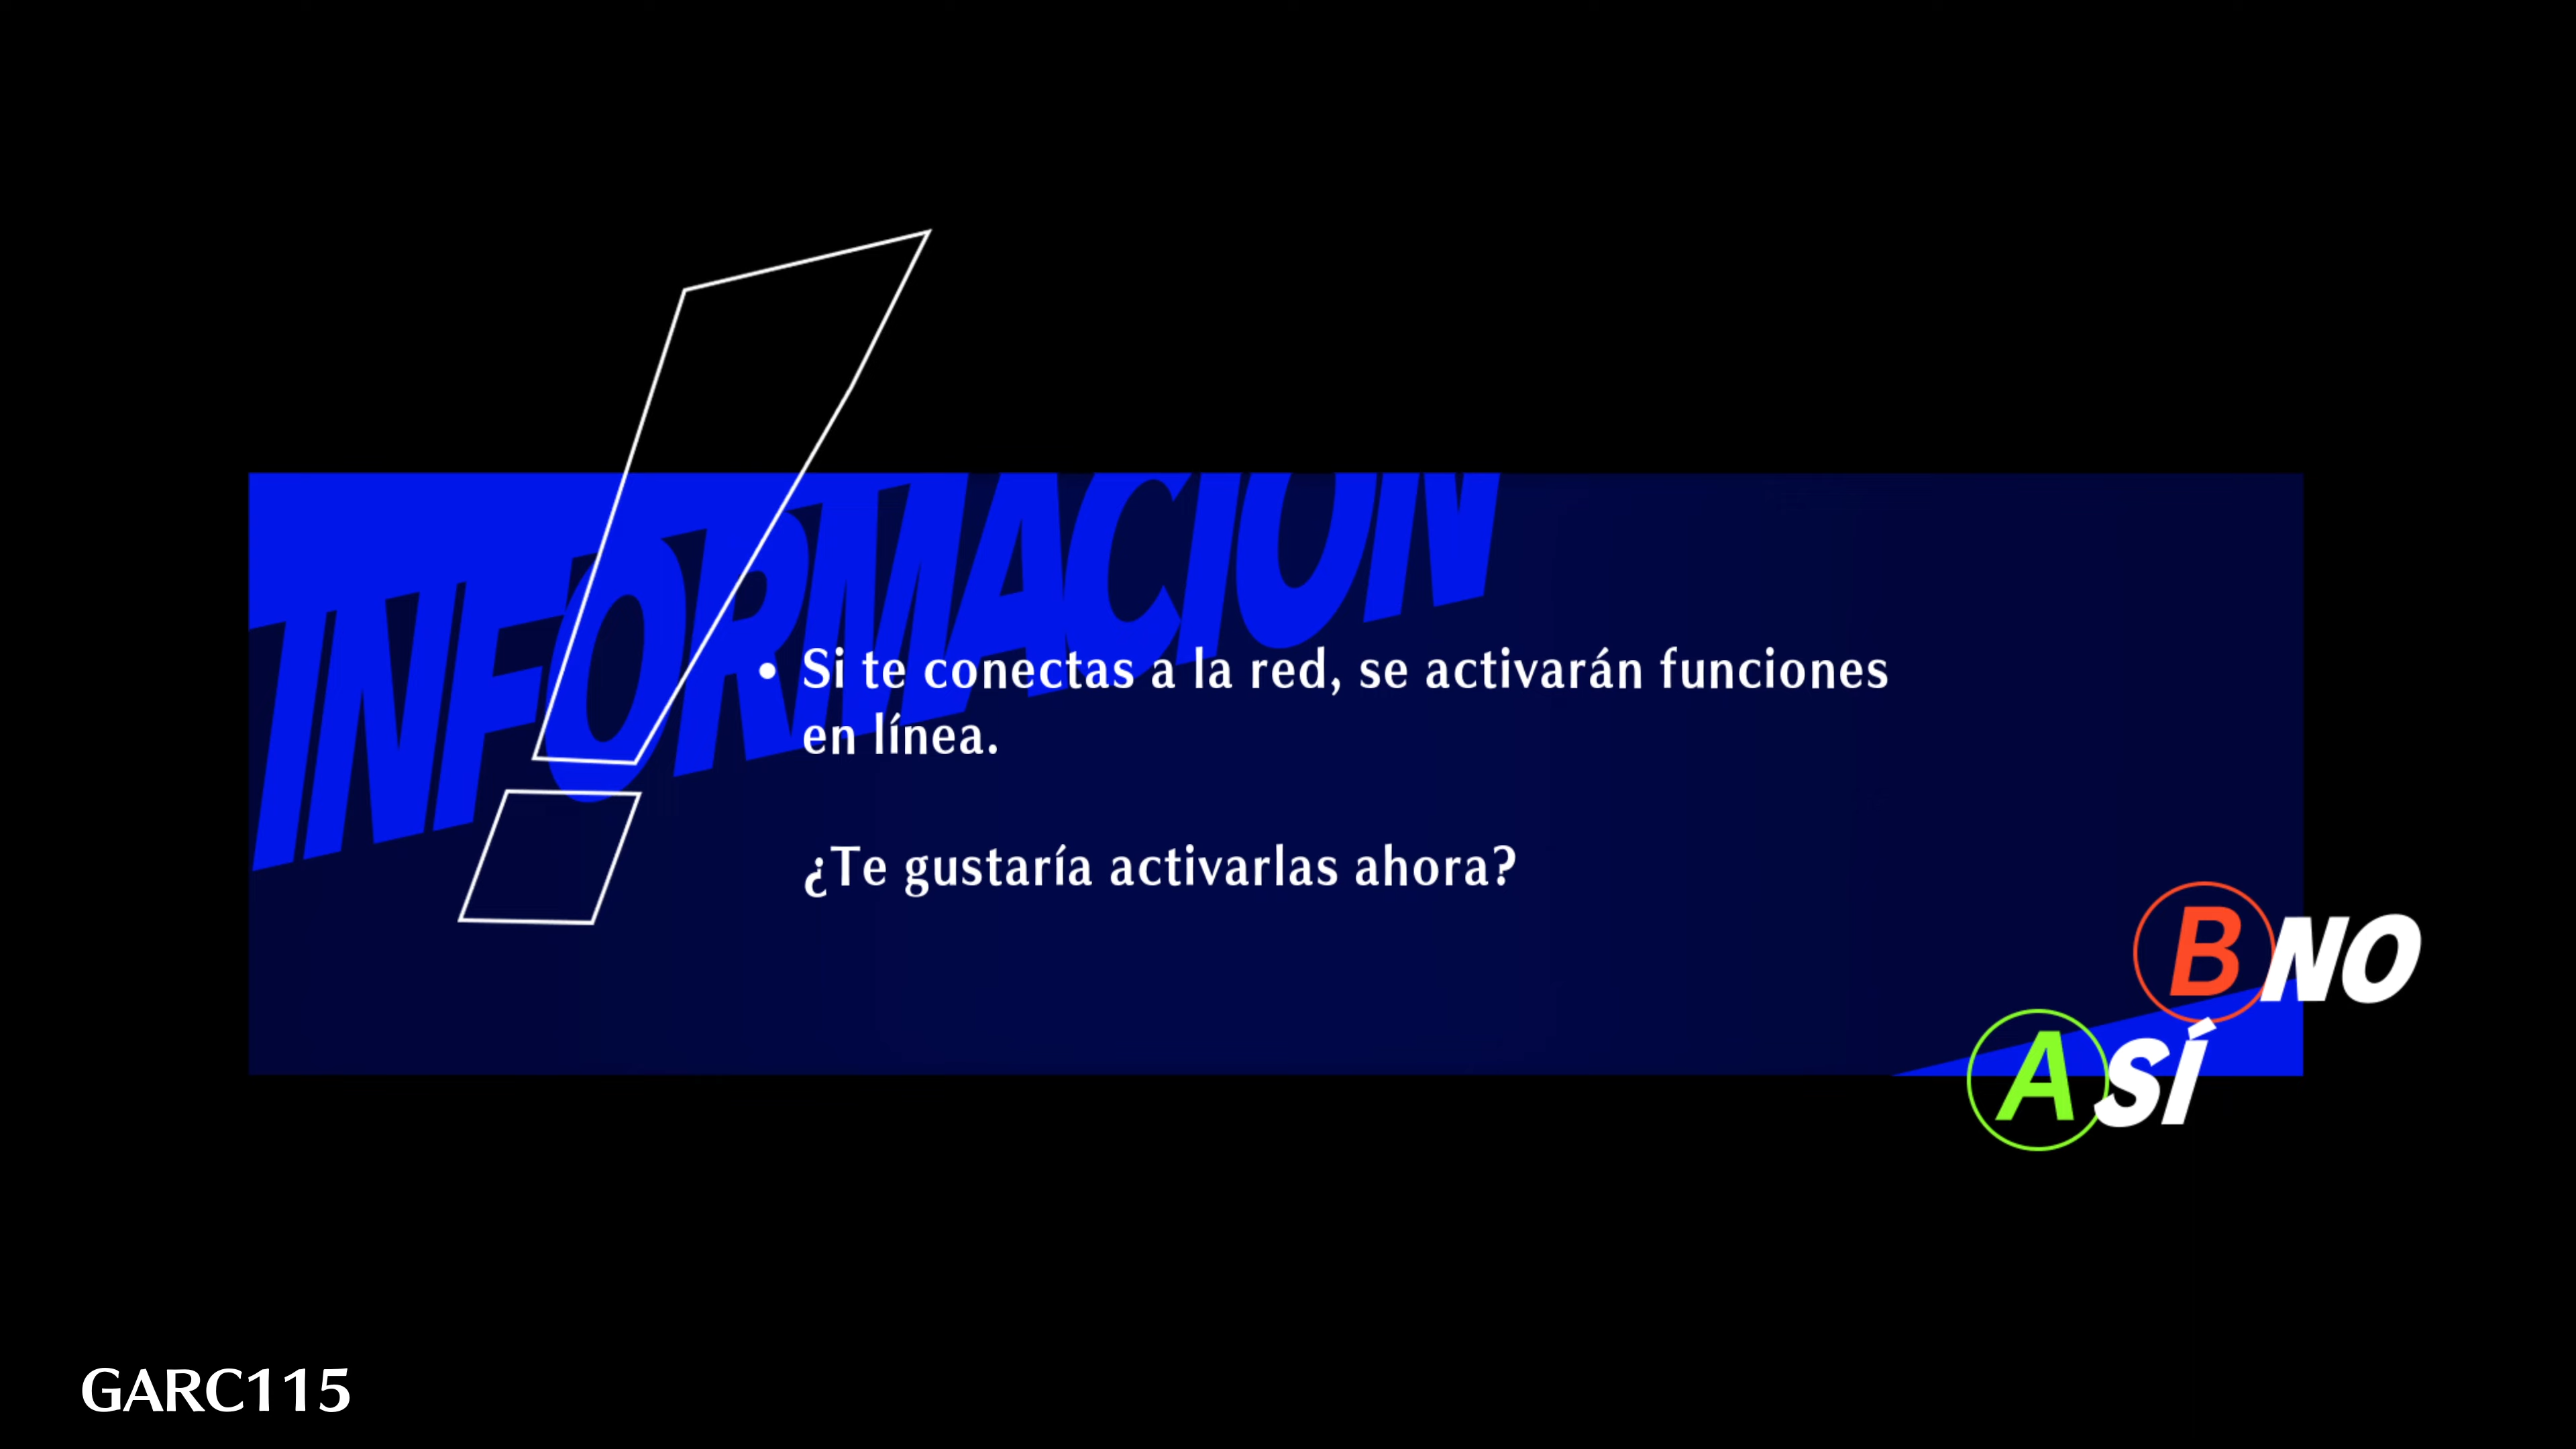 INFORMACIÓN
• Si te conectas a la red, se activarán funciones
en línea.
¿Te gustaría activarlas ahora?
B NO
A SÍ
GARC115